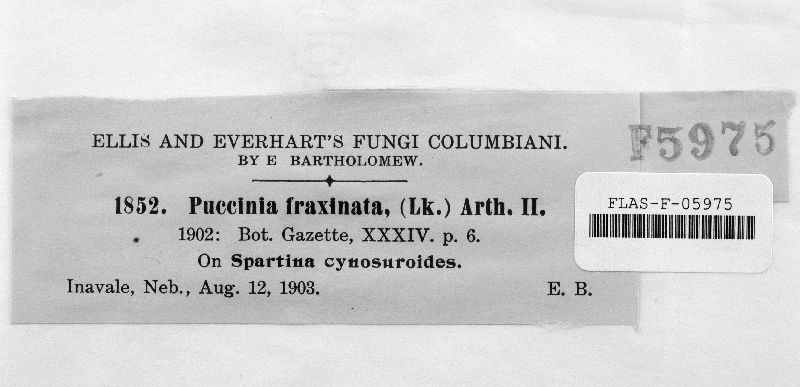 ELLIS AND EVERHART'S FUNGI COLUMBIANI.
BY E BARTHOLOMEW.
1852. Puccinia fraxinata, (Lk.) Arth. II.
1902: Bot. Gazette, XXXIV. p. 6.
On Spartina cynosuroides.
Inavale, Neb., Aug. 12, 1903. E. B.
F5975
FLAS-F-05975